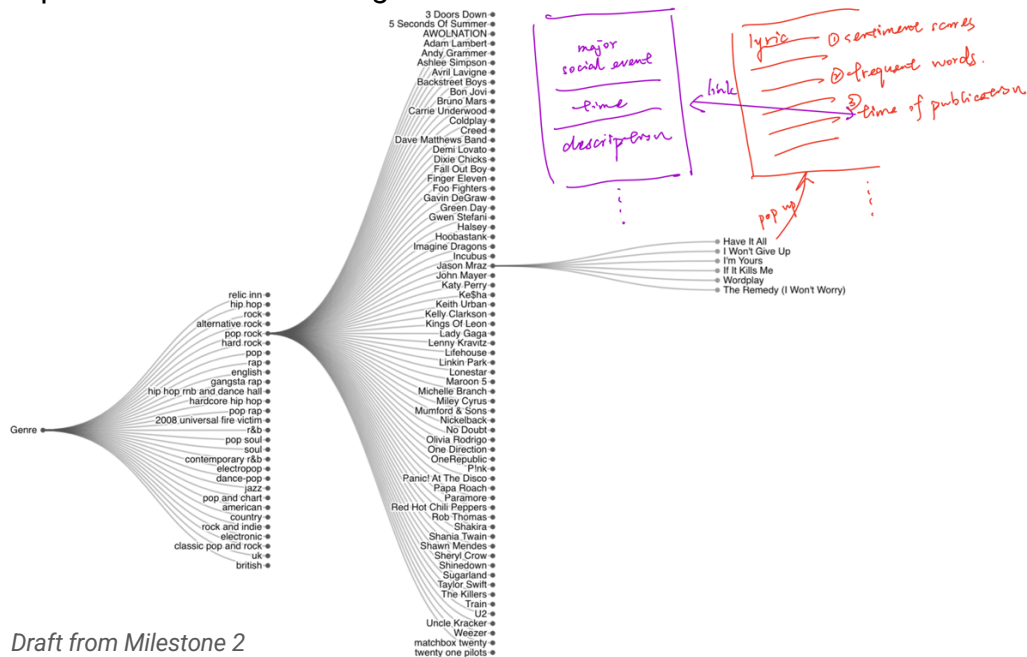 3 Doors Down
5 Seconds Of Summer
AWOLNATION
Adam Lambert
Andy Grammer
Ashlee Simpson
Avril Lavigne
Backstreet Boys
Bon Jovi
Bruno Mars
Carrie Underwood
Coldplay
Creed
Dave Matthews Band
Demi Lovato
Dixie Chicks
Fall Out Boy
Finger Eleven
Foo Fighters
Gavin DeGraw
Green Day
Gwen Stefani
Halsey
Hoobastank
Imagine Dragons
Incubus
Jason Mraz
John Mayer
Katy Perry
Ke$ha
Keith Urban
Kelly Clarkson
Kings Of Leon
Lady Gaga
Lenny Kravitz
Lifehouse
Linkin Park
Lonestar
Maroon 5
Michelle Branch
Miley Cyrus
Mumford & Sons
Nickelback
No Doubt
Olivia Rodrigo
One Direction
OneRepublic
P!nk
Panic! At The Disco
Papa Roach
Paramore
Red Hot Chili Peppers
Rob Thomas
Shakira
Shania Twain
Shawn Mendes
Sheryl Crow
Shinedown
Sugarland
Taylor Swift
The Killers
Train
U2
Uncle Kracker
Weezer
matchbox twenty
twenty one pilots
major
social event
time
description
link
lyric
① sentiment scores
② frequent words.
③ time of publication
pop up
Have It All
I Won't Give Up
I'm Yours
If It Kills Me
Wordplay
The Remedy (I Won't Worry)
relic inn
hip hop
rock
alternative rock
pop rock
hard rock
pop
rap
english
gangsta rap
hip hop rnb and dance hall
hardcore hip hop
pop rap
2008 universal fire victim
r&b
pop soul
soul
contemporary r&b
electropop
dance-pop
jazz
pop and chart
american
country
rock and indie
electronic
classic pop and rock
uk
british
Genre
Draft from Milestone 2